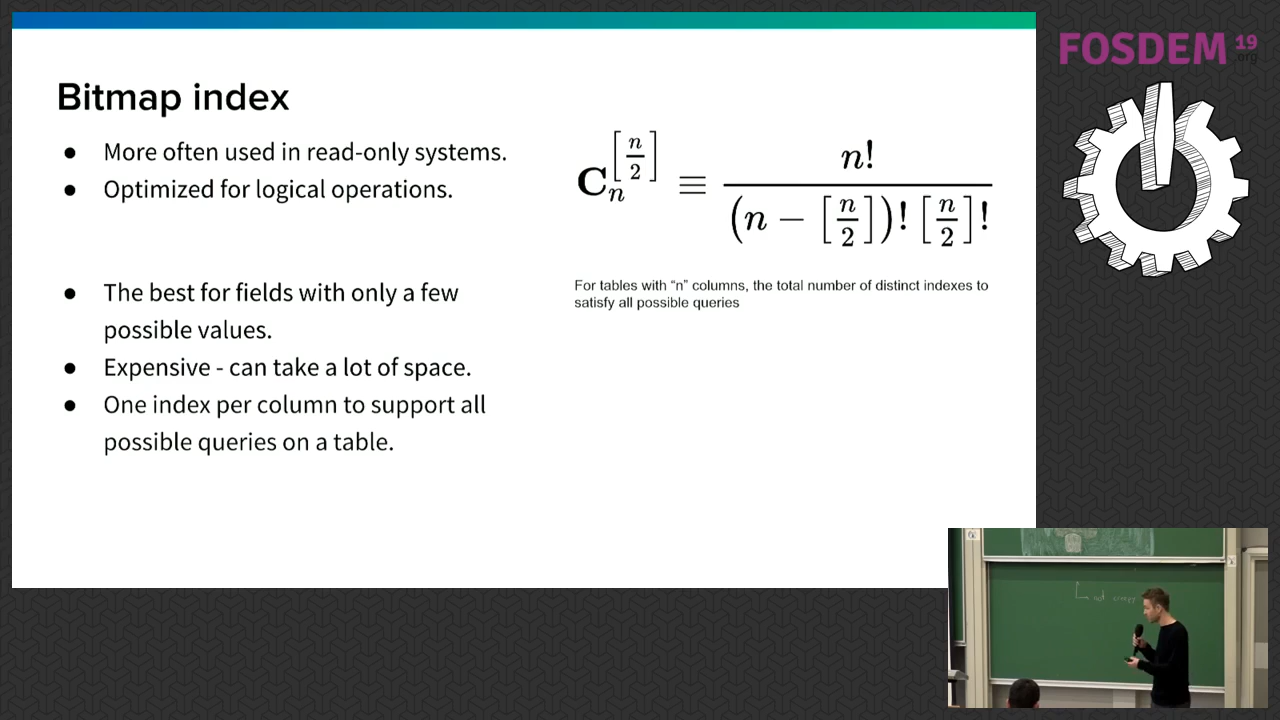 Bitmap index
● More often used in read-only systems.
● Optimized for logical operations.
● The best for fields with only a few
possible values.
● Expensive - can take a lot of space.
● One index per column to support all
possible queries on a table.
C_n^{[n/2]} ≡ n! / ((n − [n/2])! [n/2]!)
For tables with “n” columns, the total number of distinct indexes to
satisfy all possible queries
FOSDEM 19
.org